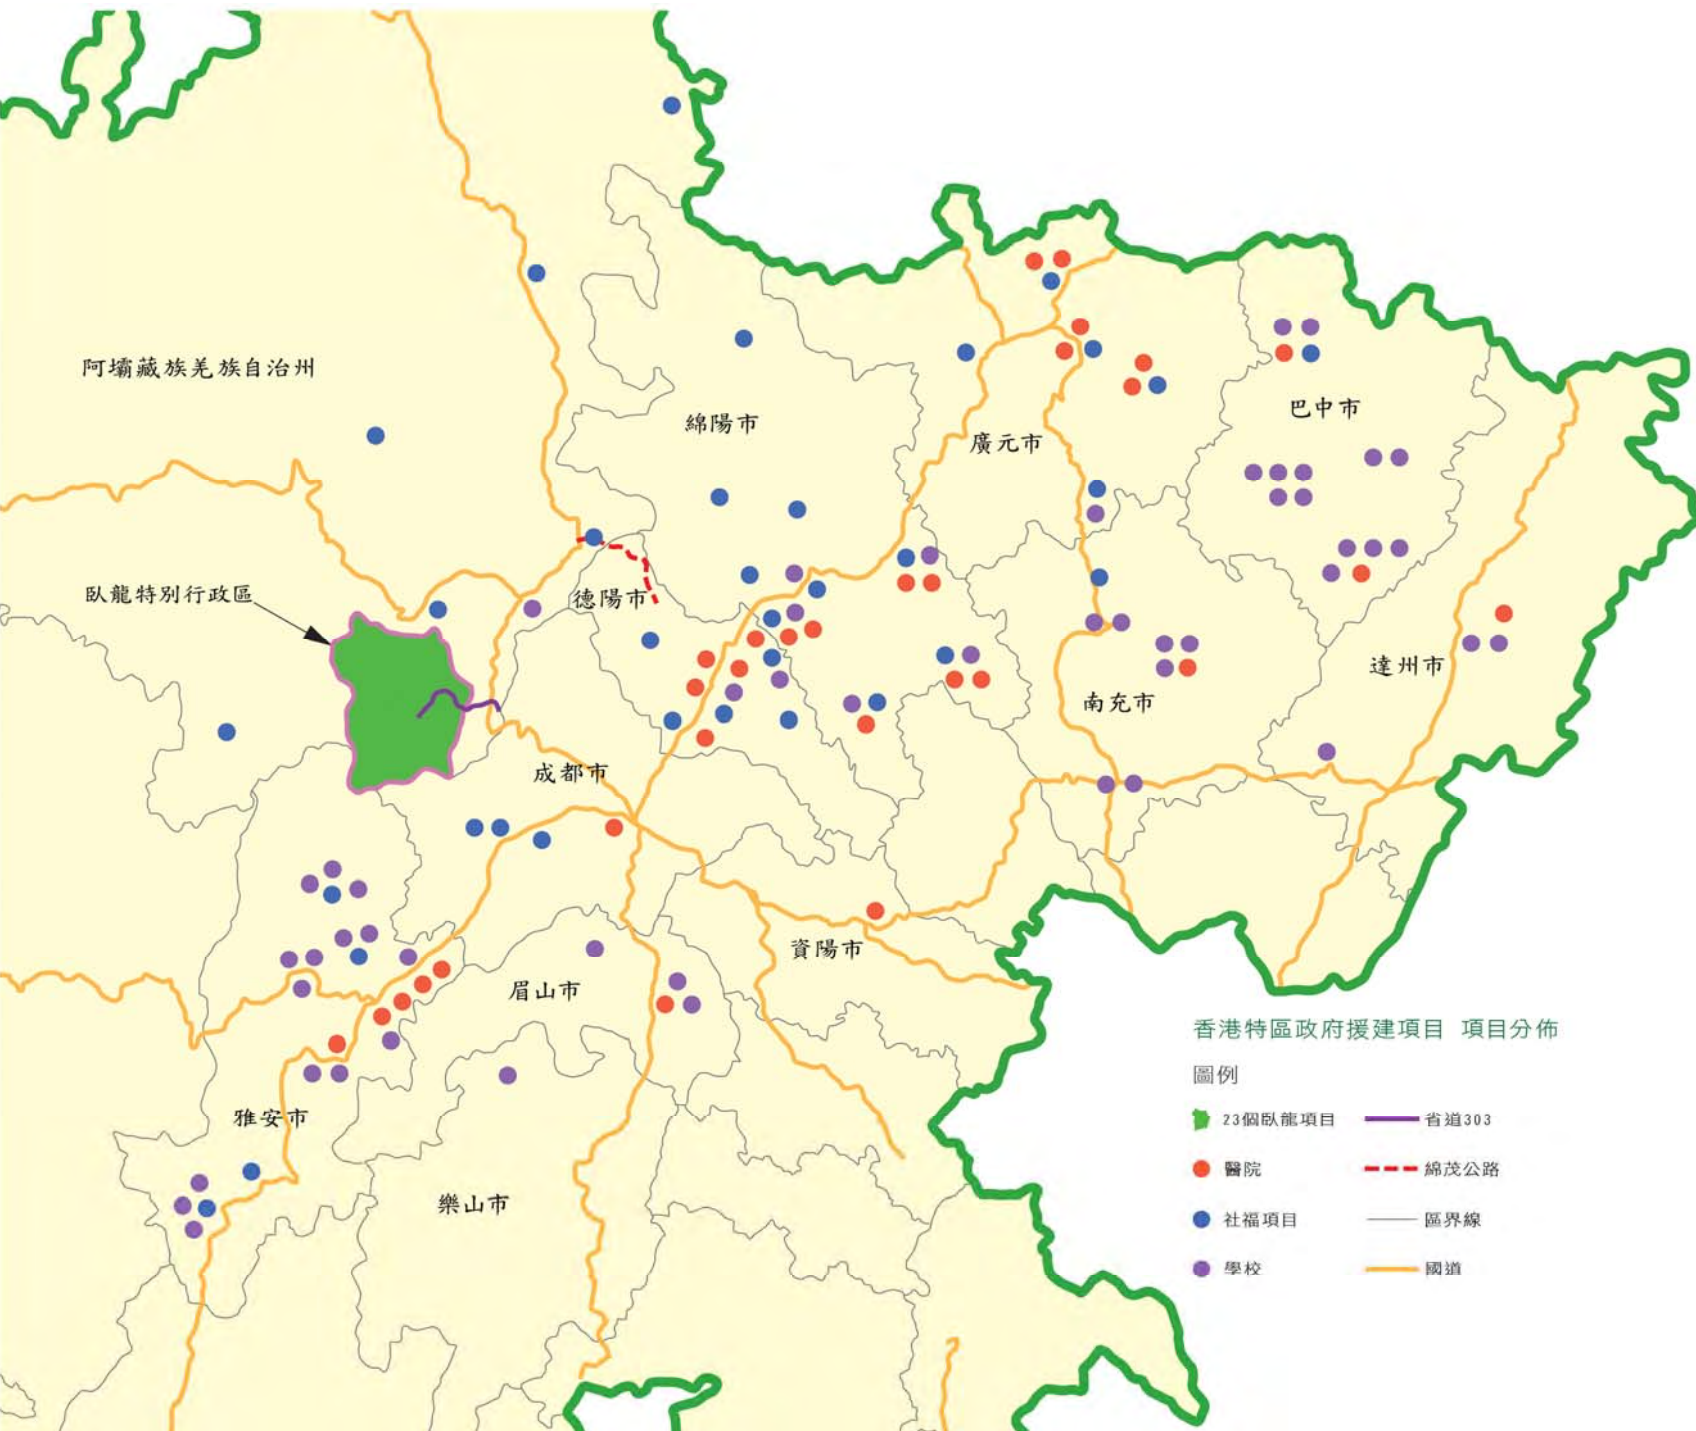 阿壩藏族羌族自治州
綿陽市
廣元市
巴中市
臥龍特別行政區
德陽市
達州市
南充市
成都市
資陽市
眉山市
雅安市
樂山市
香港特區政府援建項目 項目分佈
圖例
23個臥龍項目
省道303
醫院
綿茂公路
社福項目
區界線
學校
國道